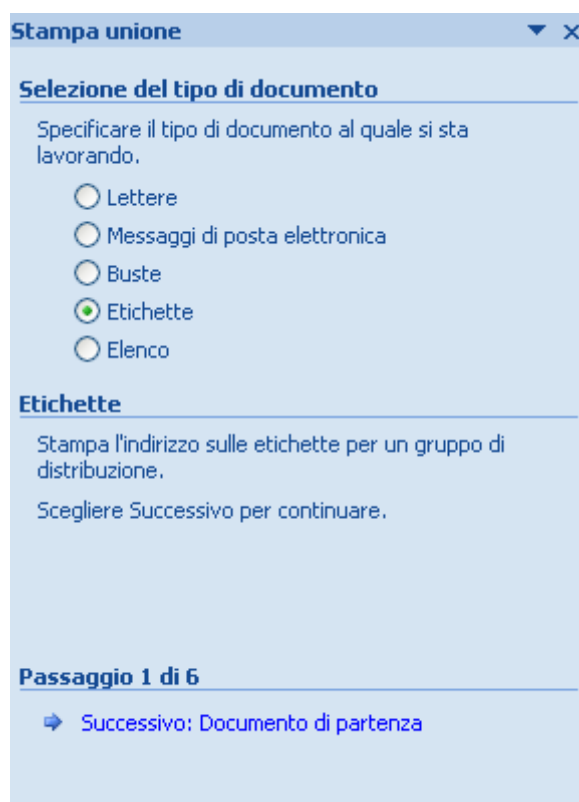 Stampa unione
Selezione del tipo di documento
Specificare il tipo di documento al quale si sta
lavorando.
Lettere
Messaggi di posta elettronica
Buste
Etichette
Elenco
Etichette
Stampa l'indirizzo sulle etichette per un gruppo di
distribuzione.
Scegliere Successivo per continuare.
Passaggio 1 di 6
Successivo: Documento di partenza